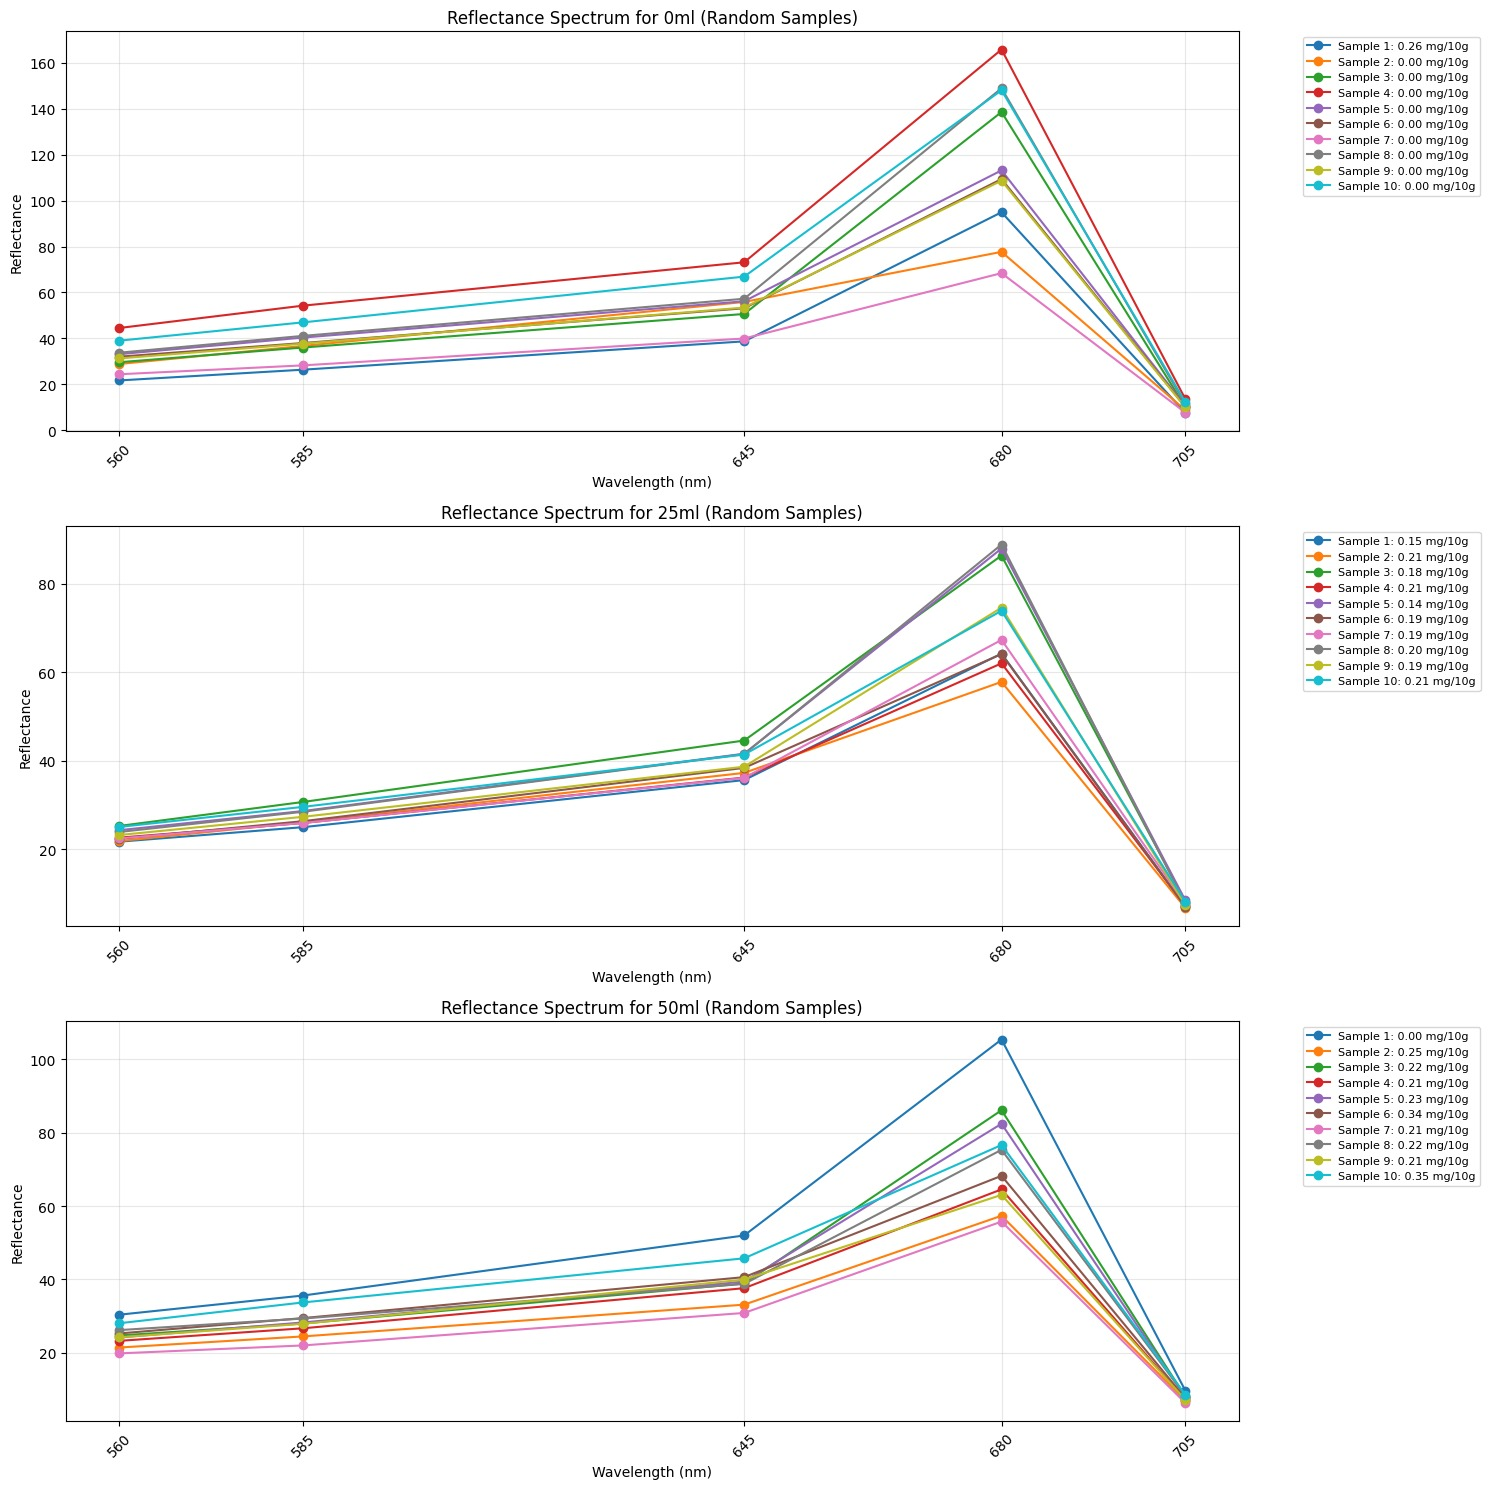 Reflectance Spectrum for 0ml (Random Samples)
Reflectance
160
140
120
100
80
60
40
20
0
560
585
645
680
705
Wavelength (nm)
Sample 1: 0.26 mg/10g
Sample 2: 0.00 mg/10g
Sample 3: 0.00 mg/10g
Sample 4: 0.00 mg/10g
Sample 5: 0.00 mg/10g
Sample 6: 0.00 mg/10g
Sample 7: 0.00 mg/10g
Sample 8: 0.00 mg/10g
Sample 9: 0.00 mg/10g
Sample 10: 0.00 mg/10g
Reflectance Spectrum for 25ml (Random Samples)
Reflectance
80
60
40
20
560
585
645
680
705
Wavelength (nm)
Sample 1: 0.15 mg/10g
Sample 2: 0.21 mg/10g
Sample 3: 0.18 mg/10g
Sample 4: 0.21 mg/10g
Sample 5: 0.14 mg/10g
Sample 6: 0.19 mg/10g
Sample 7: 0.19 mg/10g
Sample 8: 0.20 mg/10g
Sample 9: 0.19 mg/10g
Sample 10: 0.21 mg/10g
Reflectance Spectrum for 50ml (Random Samples)
Reflectance
100
80
60
40
20
560
585
645
680
705
Wavelength (nm)
Sample 1: 0.00 mg/10g
Sample 2: 0.25 mg/10g
Sample 3: 0.22 mg/10g
Sample 4: 0.21 mg/10g
Sample 5: 0.23 mg/10g
Sample 6: 0.34 mg/10g
Sample 7: 0.21 mg/10g
Sample 8: 0.22 mg/10g
Sample 9: 0.21 mg/10g
Sample 10: 0.35 mg/10g